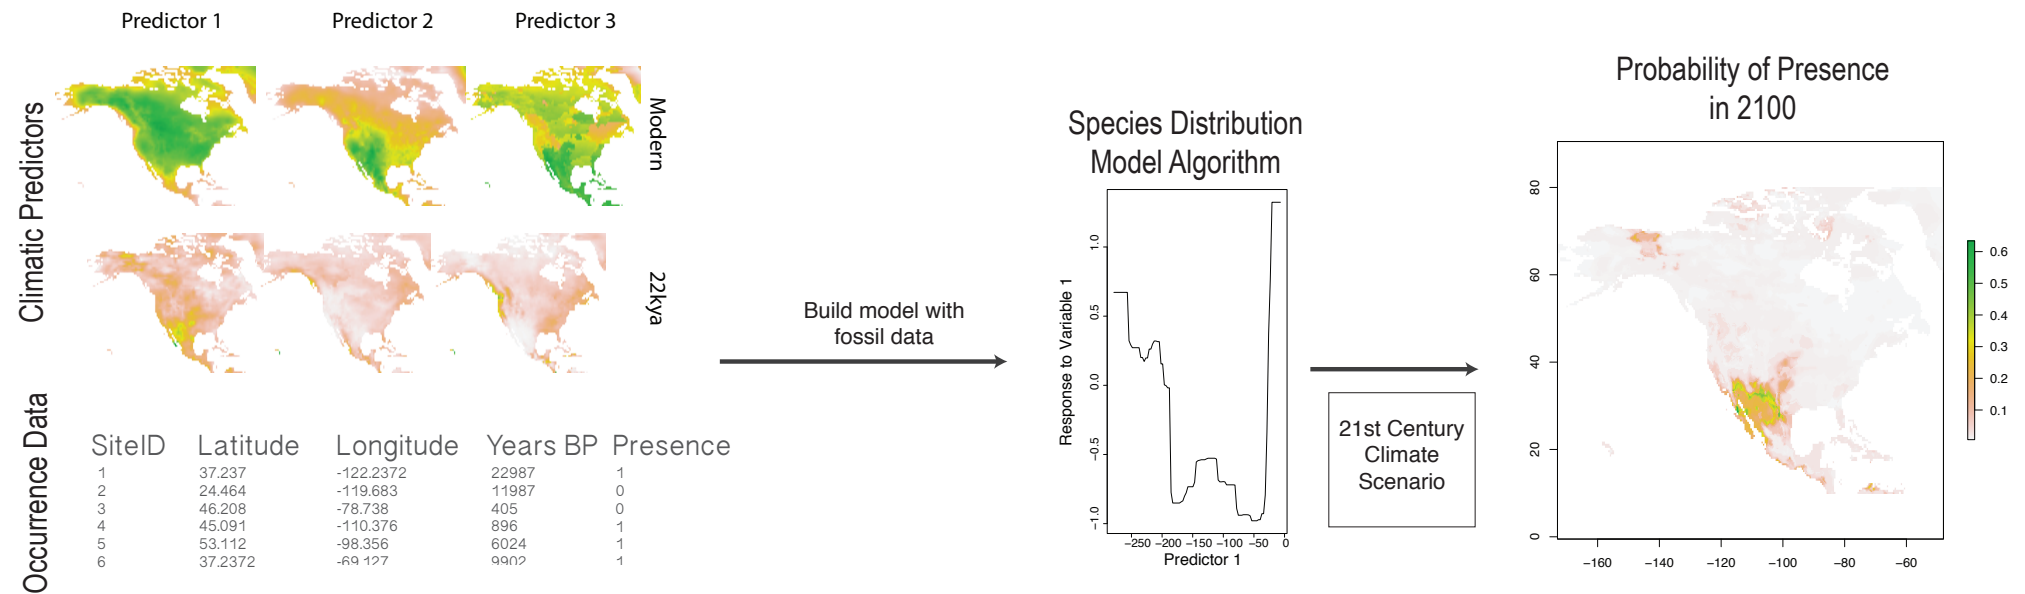 Predictor 1 Predictor 2 Predictor 3
Climatic Predictors
Modern
22kya
Occurrence Data
SiteID Latitude Longitude Years BP Presence
1 37.237 -122.2372 22987 1
2 24.464 -119.683 11987 0
3 46.208 -78.738 405 0
4 45.091 -110.376 896 1
5 53.112 -98.356 6024 1
6 37.2372 -69.127 9902 1
Build model with
fossil data
Species Distribution
Model Algorithm
Response to Variable 1
1.0
0.5
0.0
−0.5
−1.0
−250 −200 −150 −100 −50 0
Predictor 1
21st Century
Climate
Scenario
Probability of Presence
in 2100
80
60
40
20
0
−160 −140 −120 −100 −80 −60
0.6
0.5
0.4
0.3
0.2
0.1